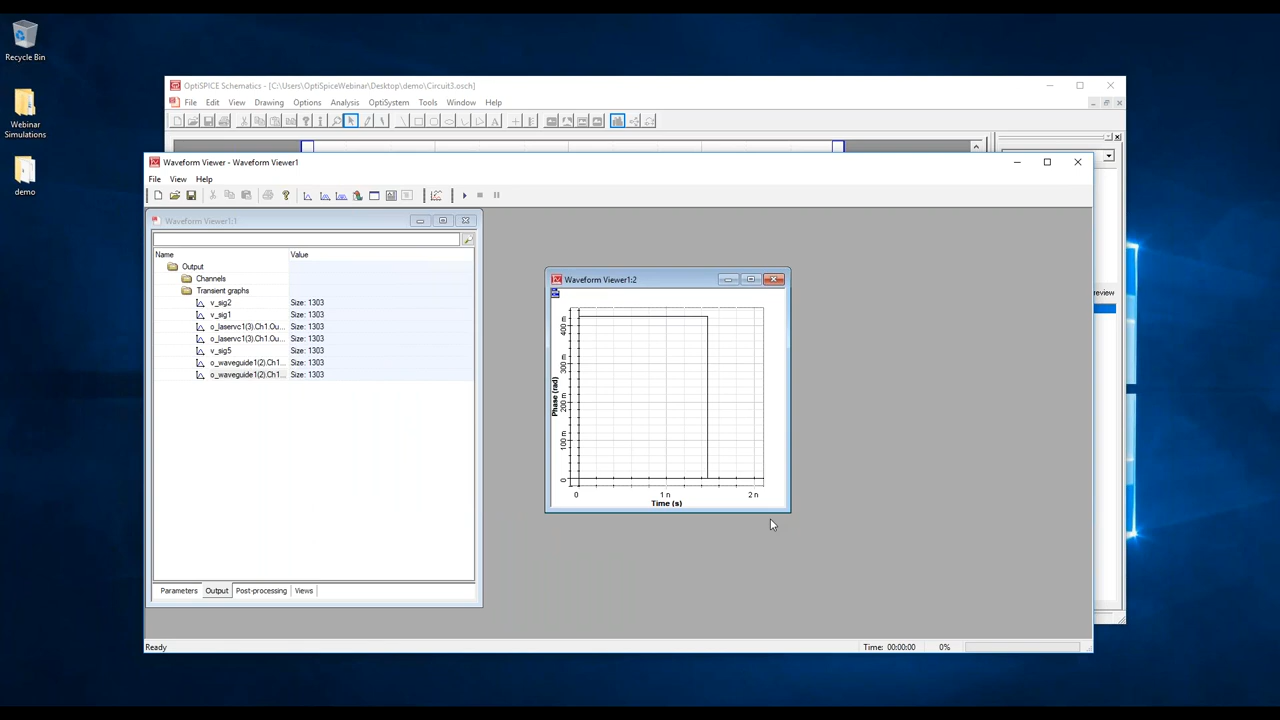 Recycle Bin
Webinar
Simulations
demo
OptiSPICE Schematics - [C:\Users\OptiSpiceWebinar\Desktop\demo\Circuit3.osch]
File Edit View Drawing Options Analysis OptiSystem Tools Window Help
Waveform Viewer - Waveform Viewer1
File View Help
Waveform Viewer1:1
Name Value
Output
Channels
Transient graphs
v_sig2 Size: 1303
v_sig1 Size: 1303
o_laservc1(3).Ch1.Ou... Size: 1303
o_laservc1(3).Ch1.Ou... Size: 1303
v_sig5 Size: 1303
o_waveguide1(2).Ch1... Size: 1303
o_waveguide1(2).Ch1... Size: 1303
Parameters Output Post-processing Views
Waveform Viewer1:2
Phase (rad)
400 m
300 m
200 m
100 m
0
0 1 n 2 n
Time (s)
review
Ready Time: 00:00:00 0%